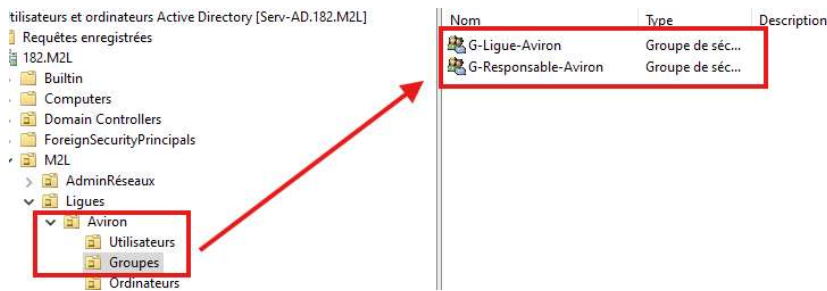 tilisateurs et ordinateurs Active Directory [Serv-AD.182.M2L]
Requêtes enregistrées
182.M2L
Builtin
Computers
Domain Controllers
ForeignSecurityPrincipals
M2L
AdminRéseaux
Ligues
Aviron
Utilisateurs
Groupes
Ordinateurs
Nom Type Description
G-Ligue-Aviron Groupe de séc...
G-Responsable-Aviron Groupe de séc...